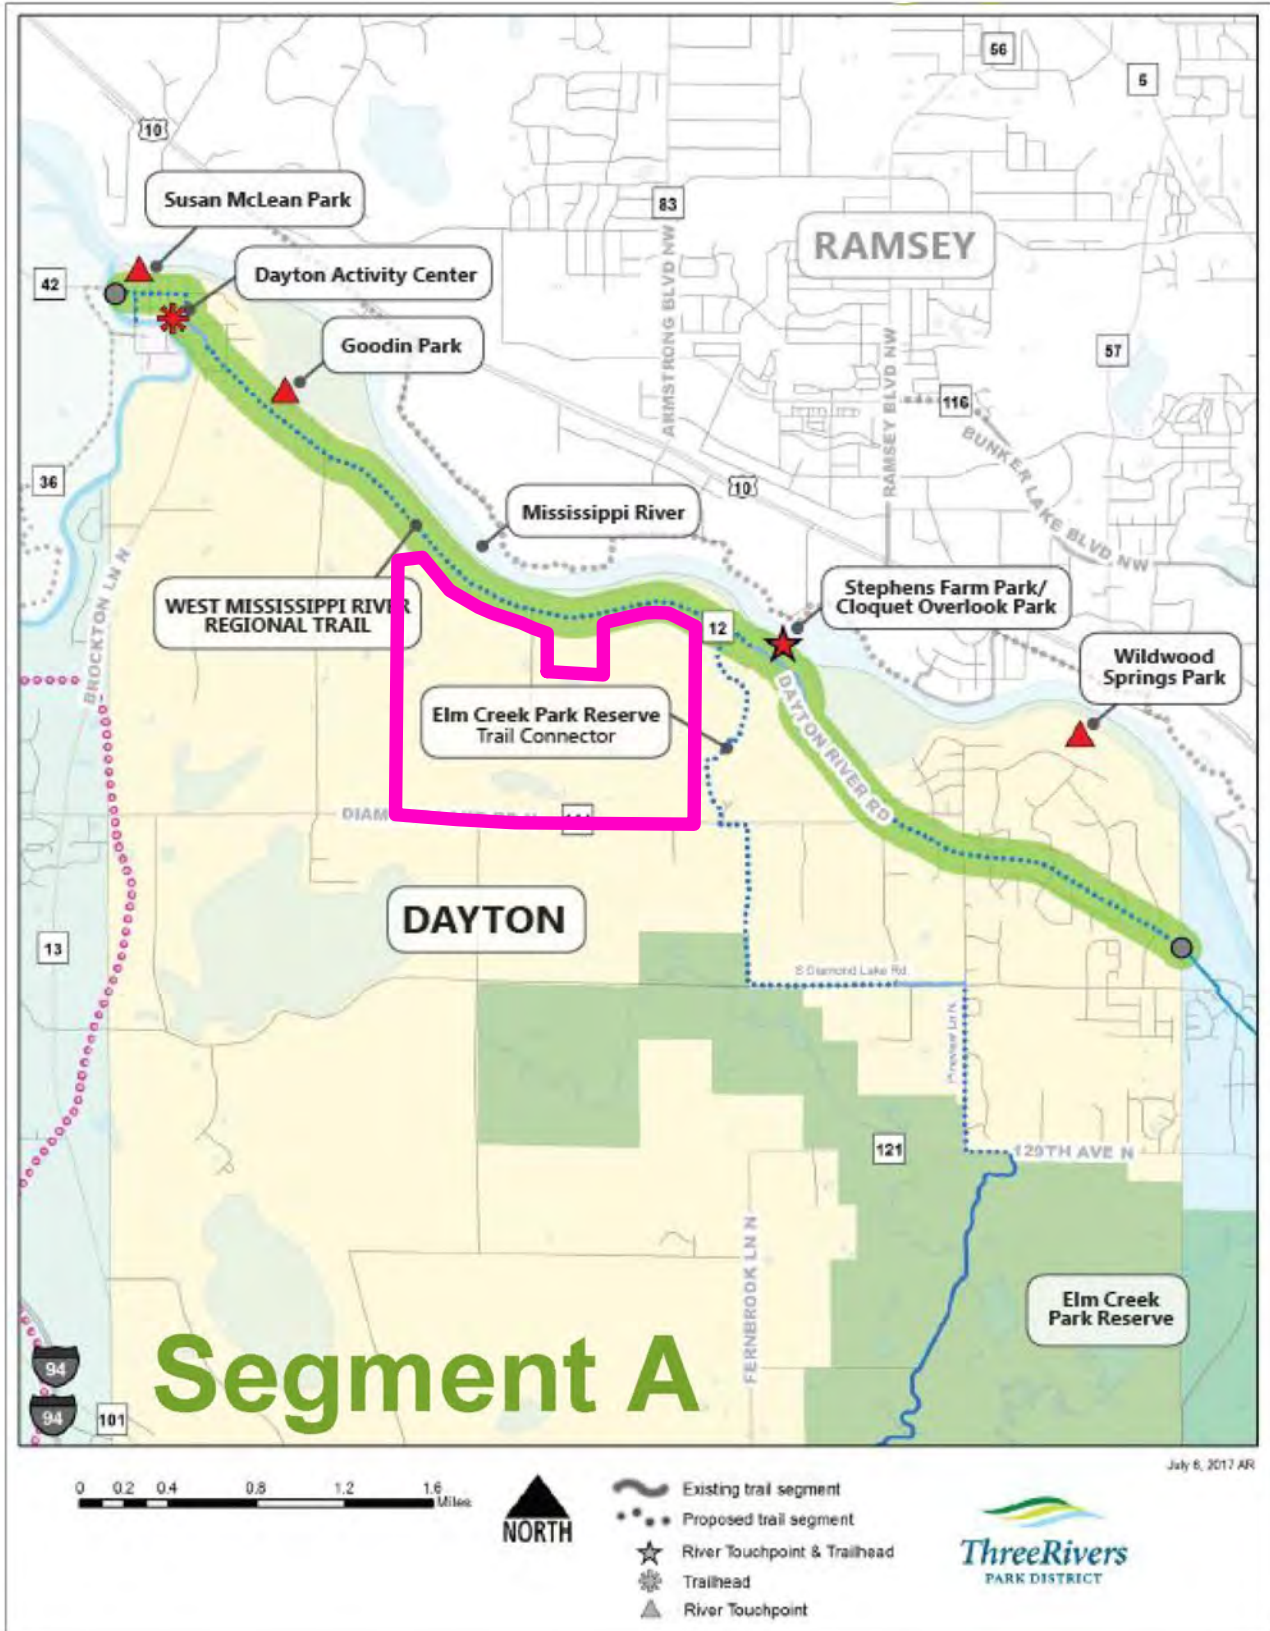 56
6
10
Susan McLean Park
83
RAMSEY
Dayton Activity Center
42
ARMSTRONG BLVD NW
Goodin Park
57
RAMSEY BLVD NW
116
BUNKER LAKE BLVD NW
36
10
Mississippi River
BROCKTON LN N
WEST MISSISSIPPI RIVER
REGIONAL TRAIL
Stephens Farm Park/
Cloquet Overlook Park
12
Wildwood
Springs Park
Elm Creek Park Reserve
Trail Connector
DAYTON RIVER RD
DAYTON
13
S Diamond Lake Rd.
Pineview Ln N
121
129TH AVE N
FERNBROOK LN N
Elm Creek
Park Reserve
Segment A
94
94
101
July 6, 2017 AR
0 0.2 0.4 0.8 1.2 1.6
Miles
NORTH
Existing trail segment
Proposed trail segment
River Touchpoint & Trailhead
Trailhead
River Touchpoint
ThreeRivers
PARK DISTRICT